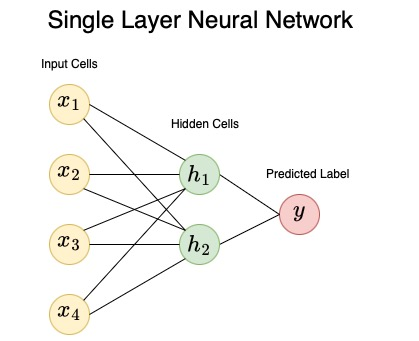 Single Layer Neural Network
Input Cells
x₁
x₂
x₃
x₄
Hidden Cells
h₁
h₂
Predicted Label
y